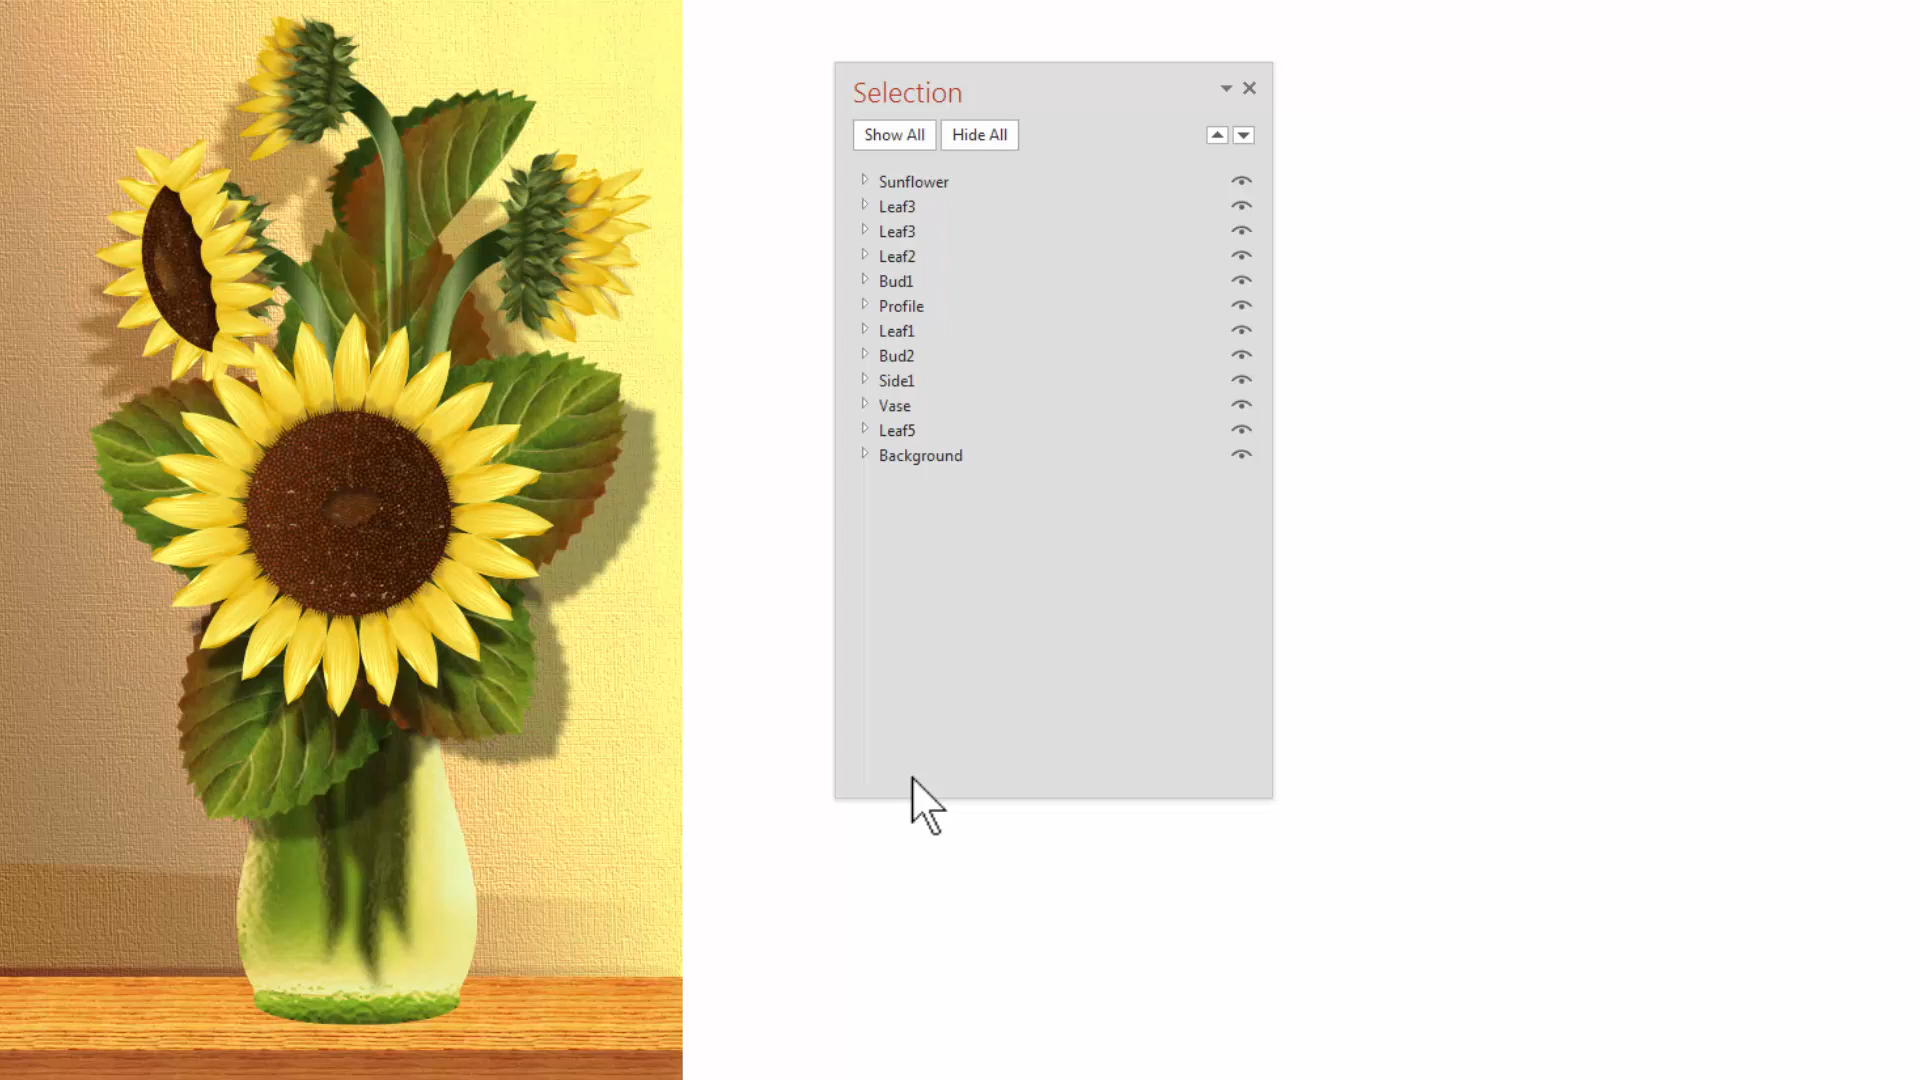 Selection
Show All Hide All
Sunflower
Leaf3
Leaf3
Leaf2
Bud1
Profile
Leaf1
Bud2
Side1
Vase
Leaf5
Background